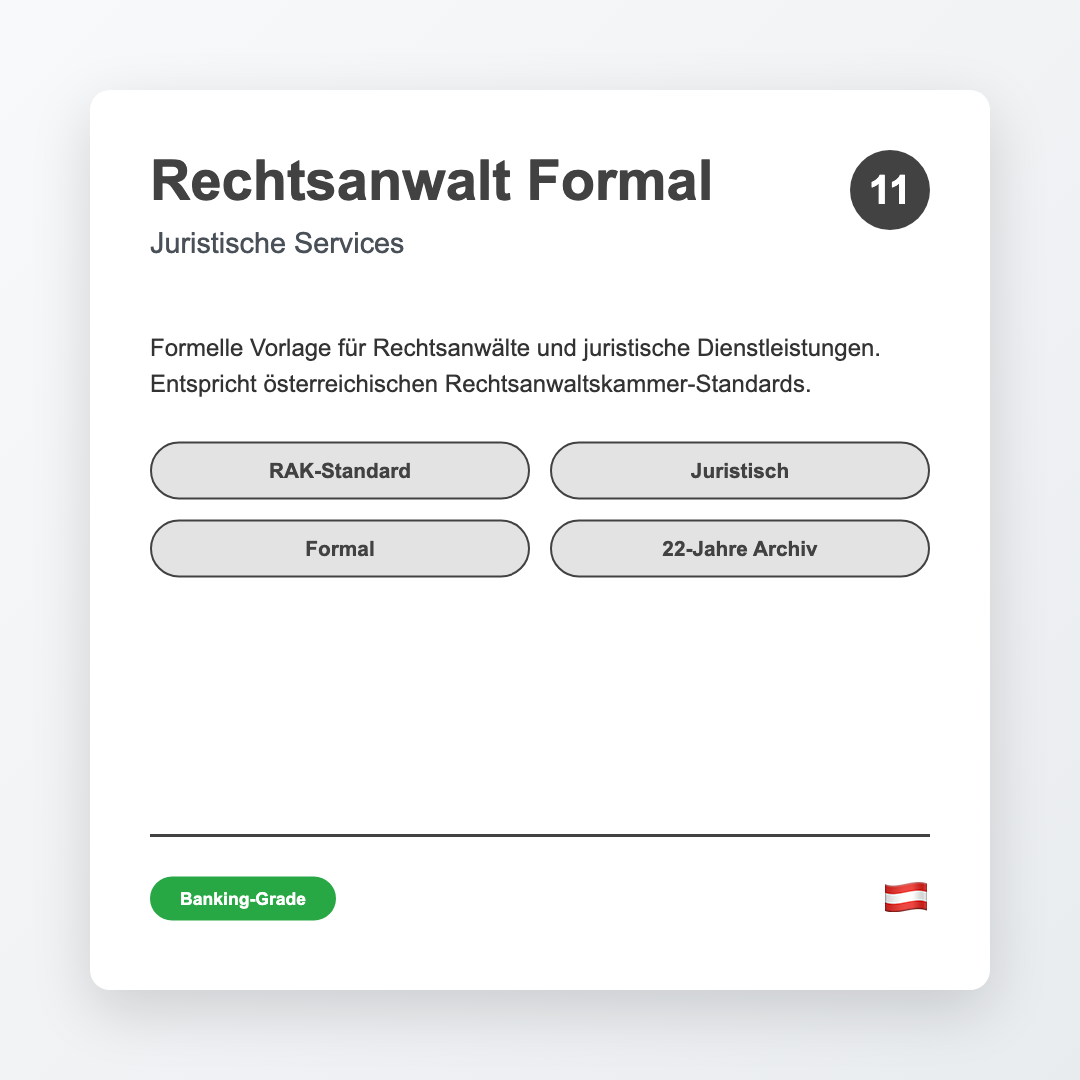 Rechtsanwalt Formal
11
Juristische Services
Formelle Vorlage für Rechtsanwälte und juristische Dienstleistungen.
Entspricht österreichischen Rechtsanwaltskammer-Standards.
RAK-Standard
Juristisch
Formal
22-Jahre Archiv
Banking-Grade